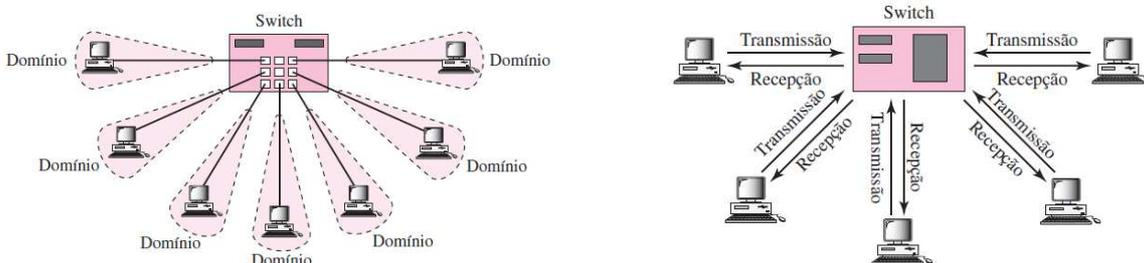 Switch
Domínio
Domínio
Domínio
Domínio
Domínio
Domínio
Domínio
Switch
Transmissão
Recepção
Transmissão
Recepção
Transmissão
Recepção
Transmissão
Recepção
Transmissão
Recepção